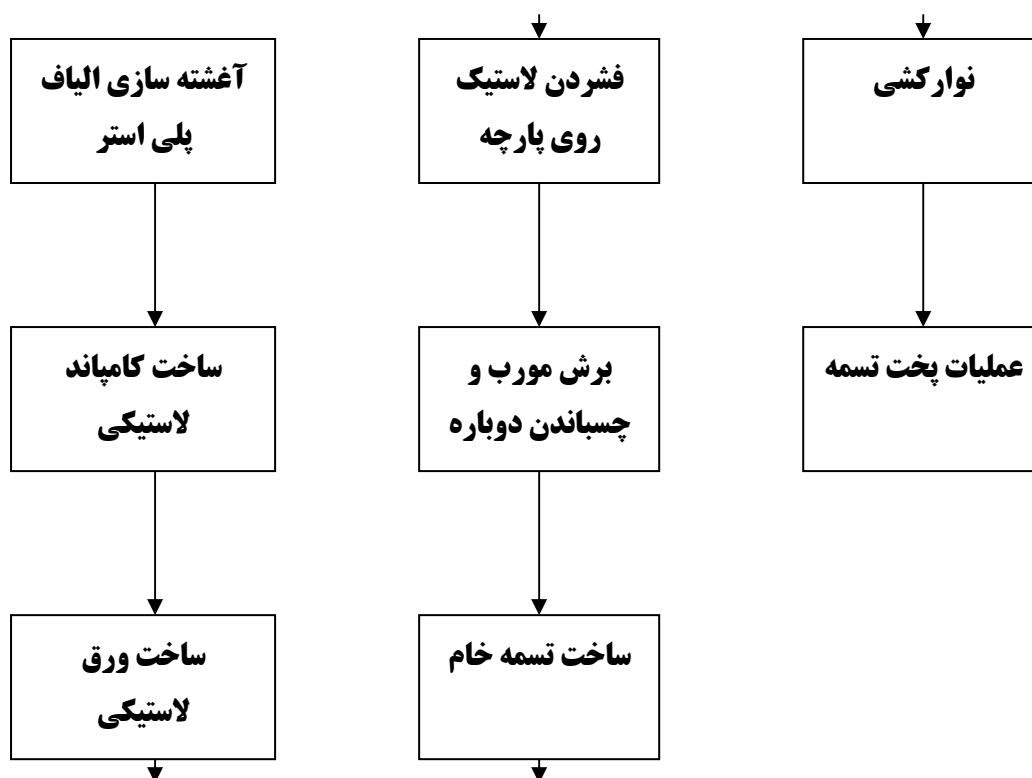 آغشته سازی الیاف
پلی استر
ساخت کامپاند
لاستیکی
ساخت ورق
لاستیکی
فشردن لاستیک
روی پارچه
برش مورب و
چسباندن دوباره
ساخت تسمه خام
نوارکشی
عملیات پخت تسمه